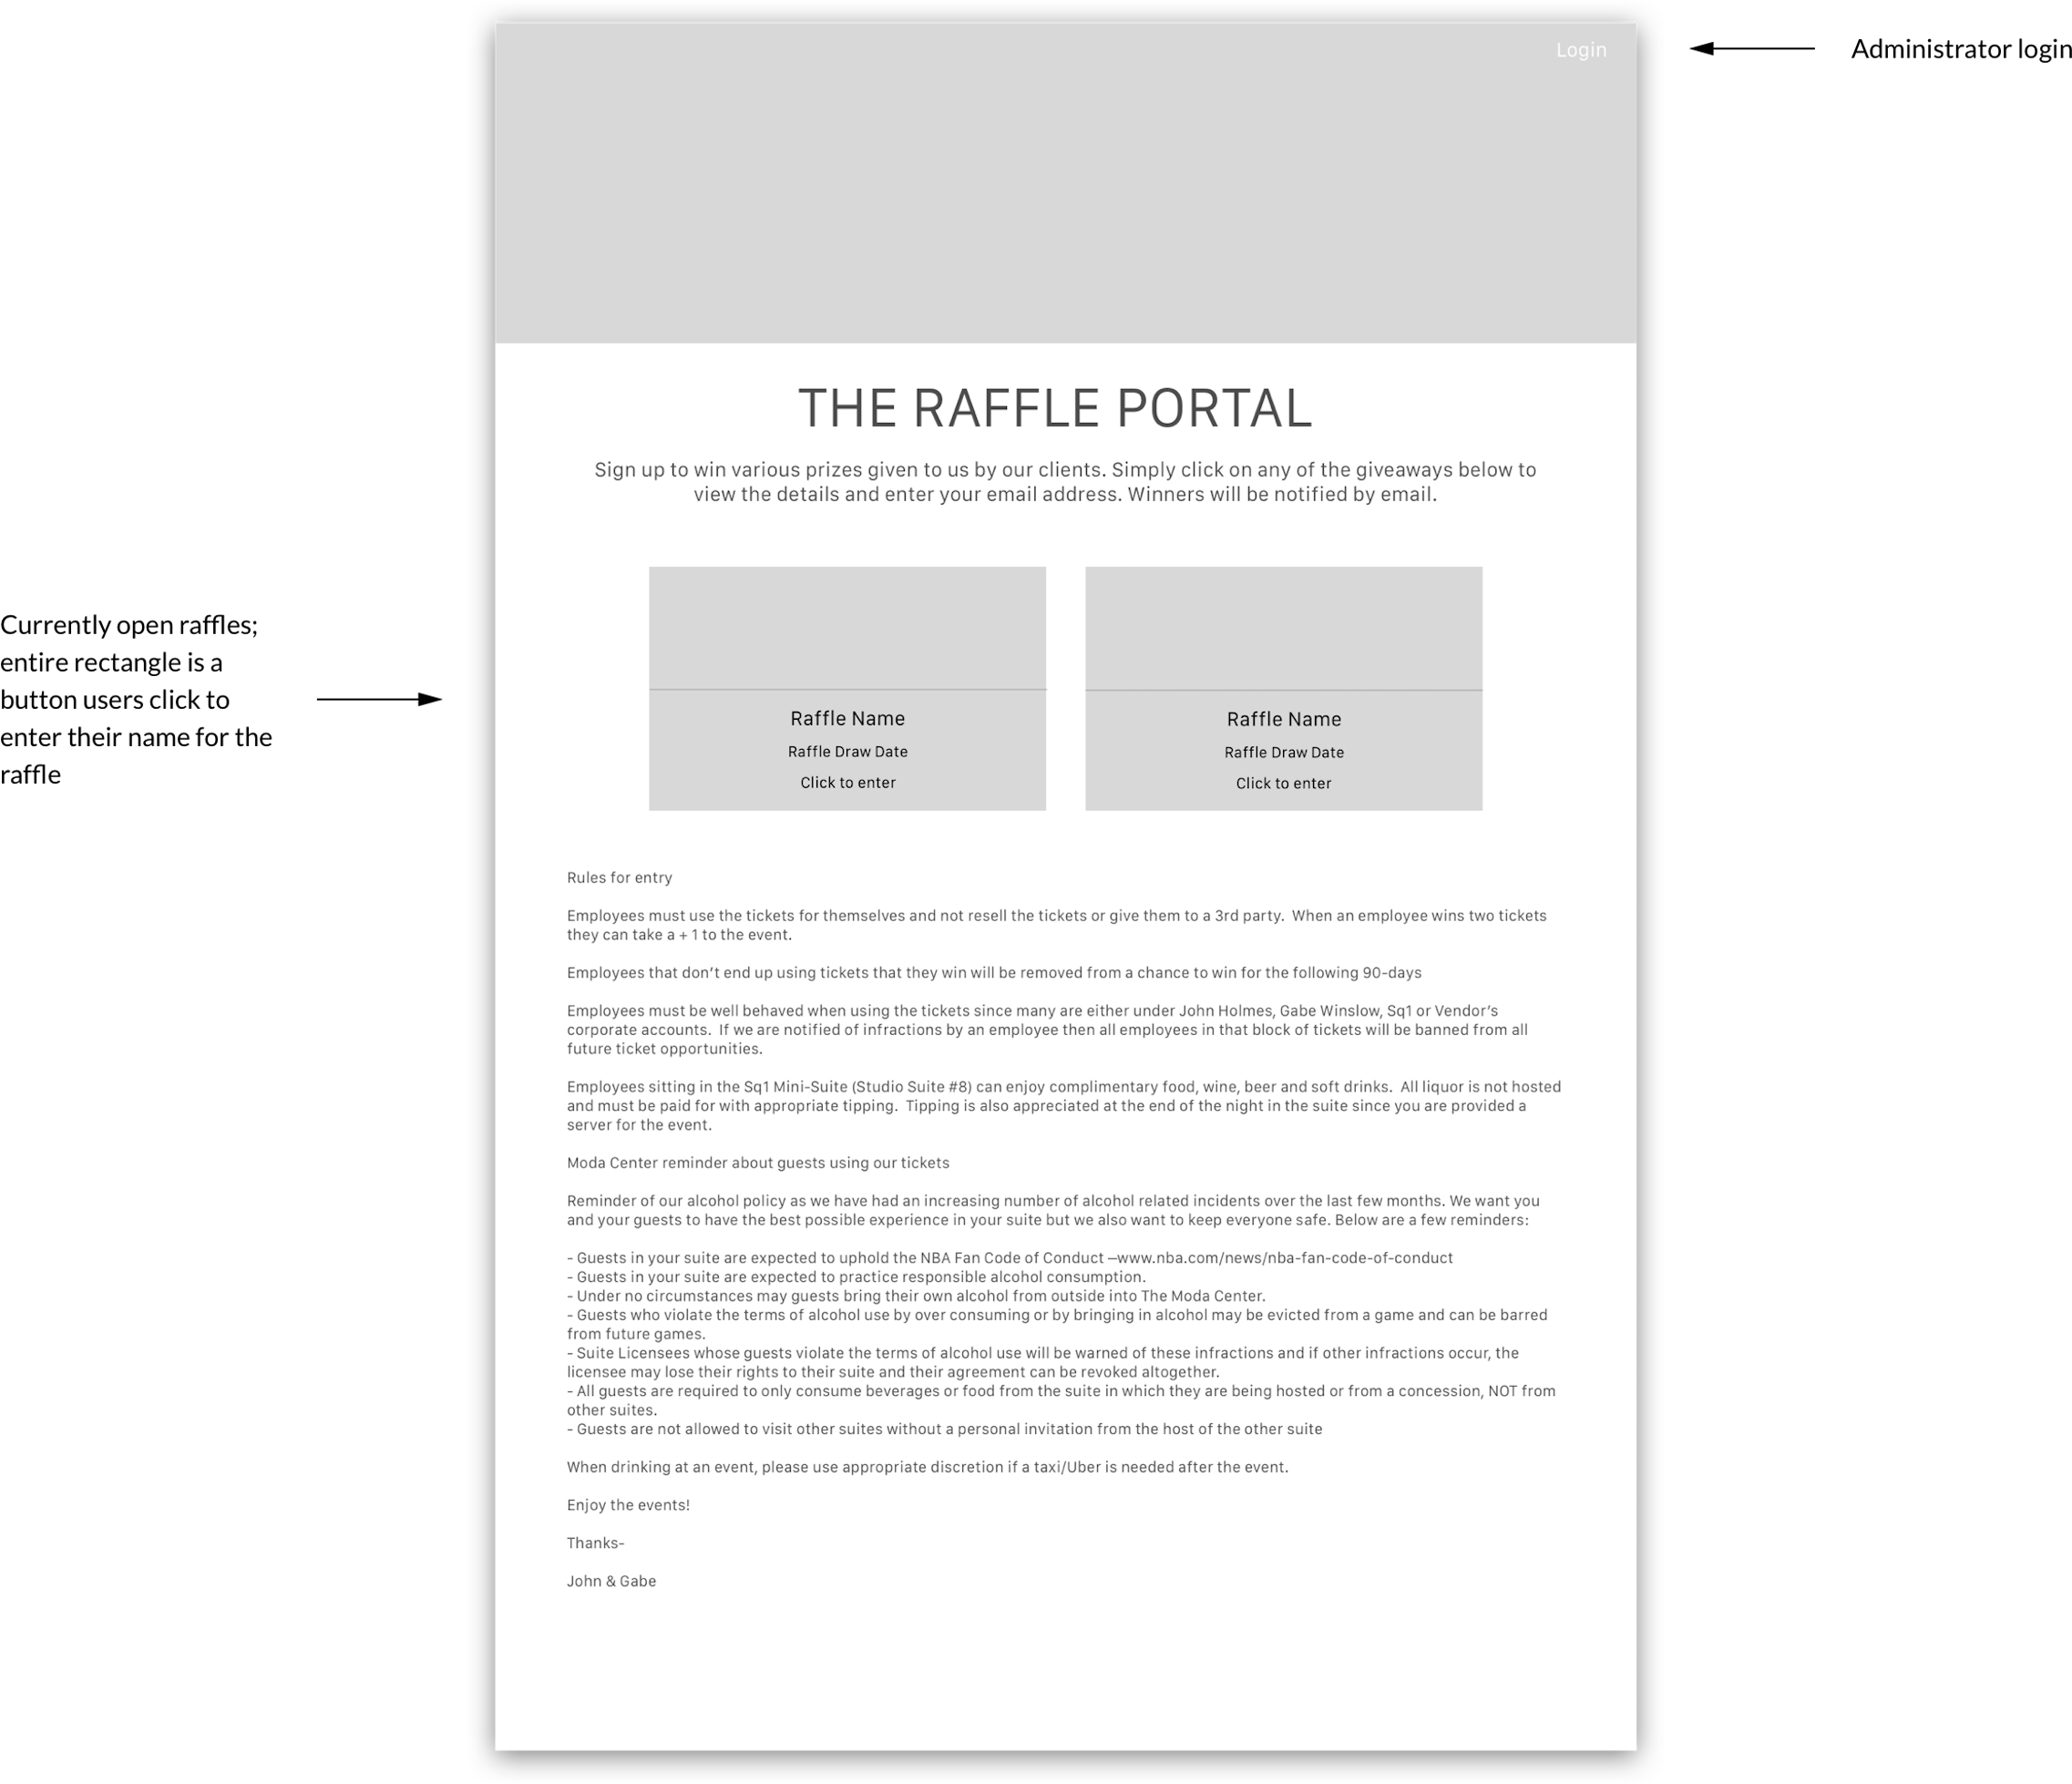 Login
Administrator login
THE RAFFLE PORTAL
Sign up to win various prizes given to us by our clients. Simply click on any of the giveaways below to
view the details and enter your email address. Winners will be notified by email.
Currently open raffles;
entire rectangle is a
button users click to
enter their name for the
raffle
Raffle Name
Raffle Draw Date
Click to enter
Raffle Name
Raffle Draw Date
Click to enter
Rules for entry
Employees must use the tickets for themselves and not resell the tickets or give them to a 3rd party.  When an employee wins two tickets
they can take a + 1 to the event.
Employees that don’t end up using tickets that they win will be removed from a chance to win for the following 90-days
Employees must be well behaved when using the tickets since many are either under John Holmes, Gabe Winslow, Sq1 or Vendor’s
corporate accounts.  If we are notified of infractions by an employee then all employees in that block of tickets will be banned from all
future ticket opportunities.
Employees sitting in the Sq1 Mini-Suite (Studio Suite #8) can enjoy complimentary food, wine, beer and soft drinks.  All liquor is not hosted
and must be paid for with appropriate tipping.  Tipping is also appreciated at the end of the night in the suite since you are provided a
server for the event.
Moda Center reminder about guests using our tickets
Reminder of our alcohol policy as we have had an increasing number of alcohol related incidents over the last few months. We want you
and your guests to have the best possible experience in your suite but we also want to keep everyone safe. Below are a few reminders:
- Guests in your suite are expected to uphold the NBA Fan Code of Conduct –www.nba.com/news/nba-fan-code-of-conduct
- Guests in your suite are expected to practice responsible alcohol consumption.
- Under no circumstances may guests bring their own alcohol from outside into The Moda Center.
- Guests who violate the terms of alcohol use by over consuming or by bringing in alcohol may be evicted from a game and can be barred
from future games.
- Suite Licensees whose guests violate the terms of alcohol use will be warned of these infractions and if other infractions occur, the
licensee may lose their rights to their suite and their agreement can be revoked altogether.
- All guests are required to only consume beverages or food from the suite in which they are being hosted or from a concession, NOT from
other suites.
- Guests are not allowed to visit other suites without a personal invitation from the host of the other suite
When drinking at an event, please use appropriate discretion if a taxi/Uber is needed after the event.
Enjoy the events!
Thanks-
John & Gabe